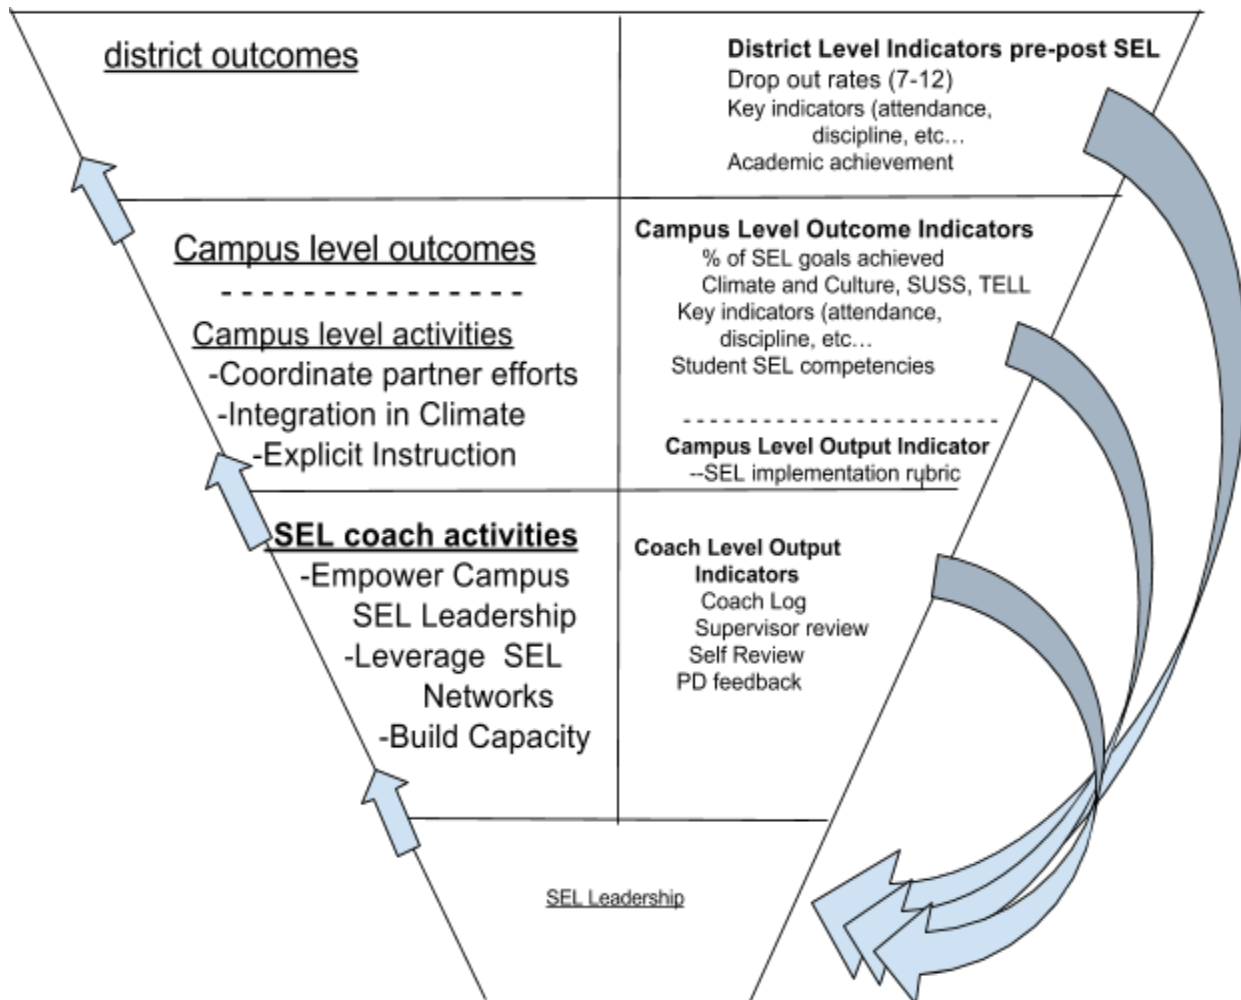 district outcomes
District Level Indicators pre-post SEL
Drop out rates (7-12)
Key indicators (attendance,
discipline, etc…
Academic achievement
Campus level outcomes
Campus level activities
-Coordinate partner efforts
-Integration in Climate
-Explicit Instruction
Campus Level Outcome Indicators
% of SEL goals achieved
Climate and Culture, SUSS, TELL
Key indicators (attendance,
discipline, etc…
Student SEL competencies
Campus Level Output Indicator
--SEL implementation rubric
SEL coach activities
-Empower Campus
SEL Leadership
-Leverage SEL
Networks
-Build Capacity
Coach Level Output
Indicators
Coach Log
Supervisor review
Self Review
PD feedback
SEL Leadership